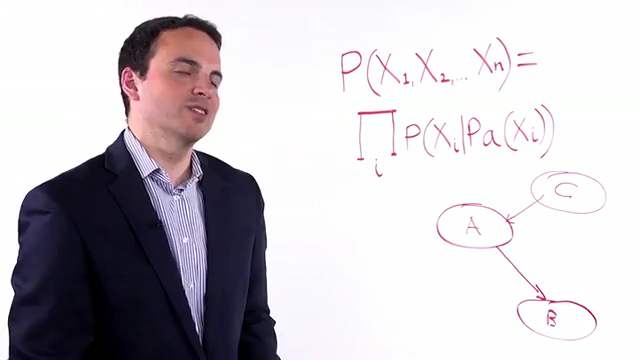 P(X₁, X₂,... Xn) =
∏ P(Xᵢ|Pa(Xᵢ))
i
C
A
B